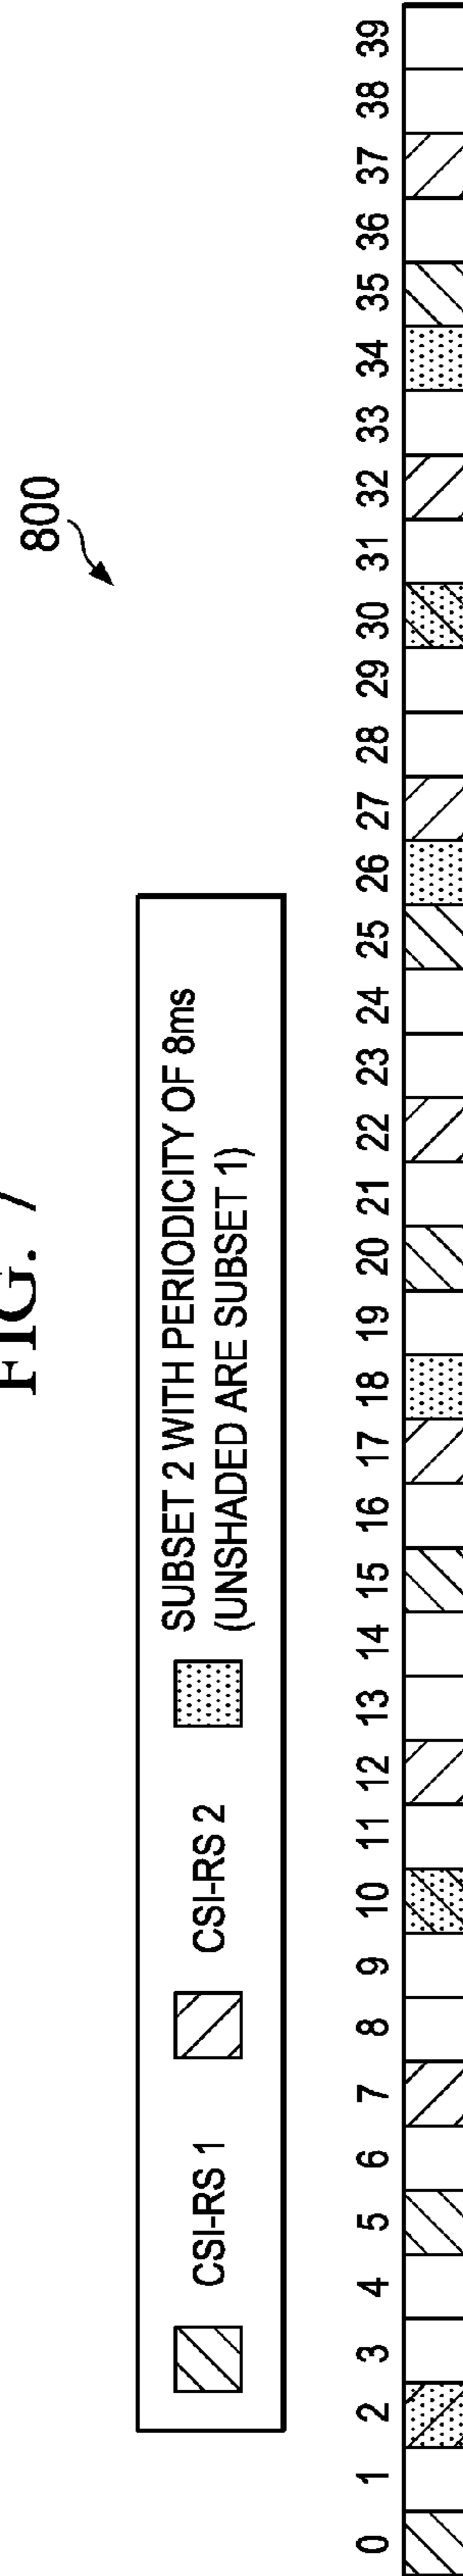 FIG. 7
800
CSI-RS 1 CSI-RS 2 SUBSET 2 WITH PERIODICITY OF 8ms
(UNSHADED ARE SUBSET 1)
0 1 2 3 4 5 6 7 8 9 10 11 12 13 14 15 16 17 18 19 20 21 22 23 24 25 26 27 28 29 30 31 32 33 34 35 36 37 38 39